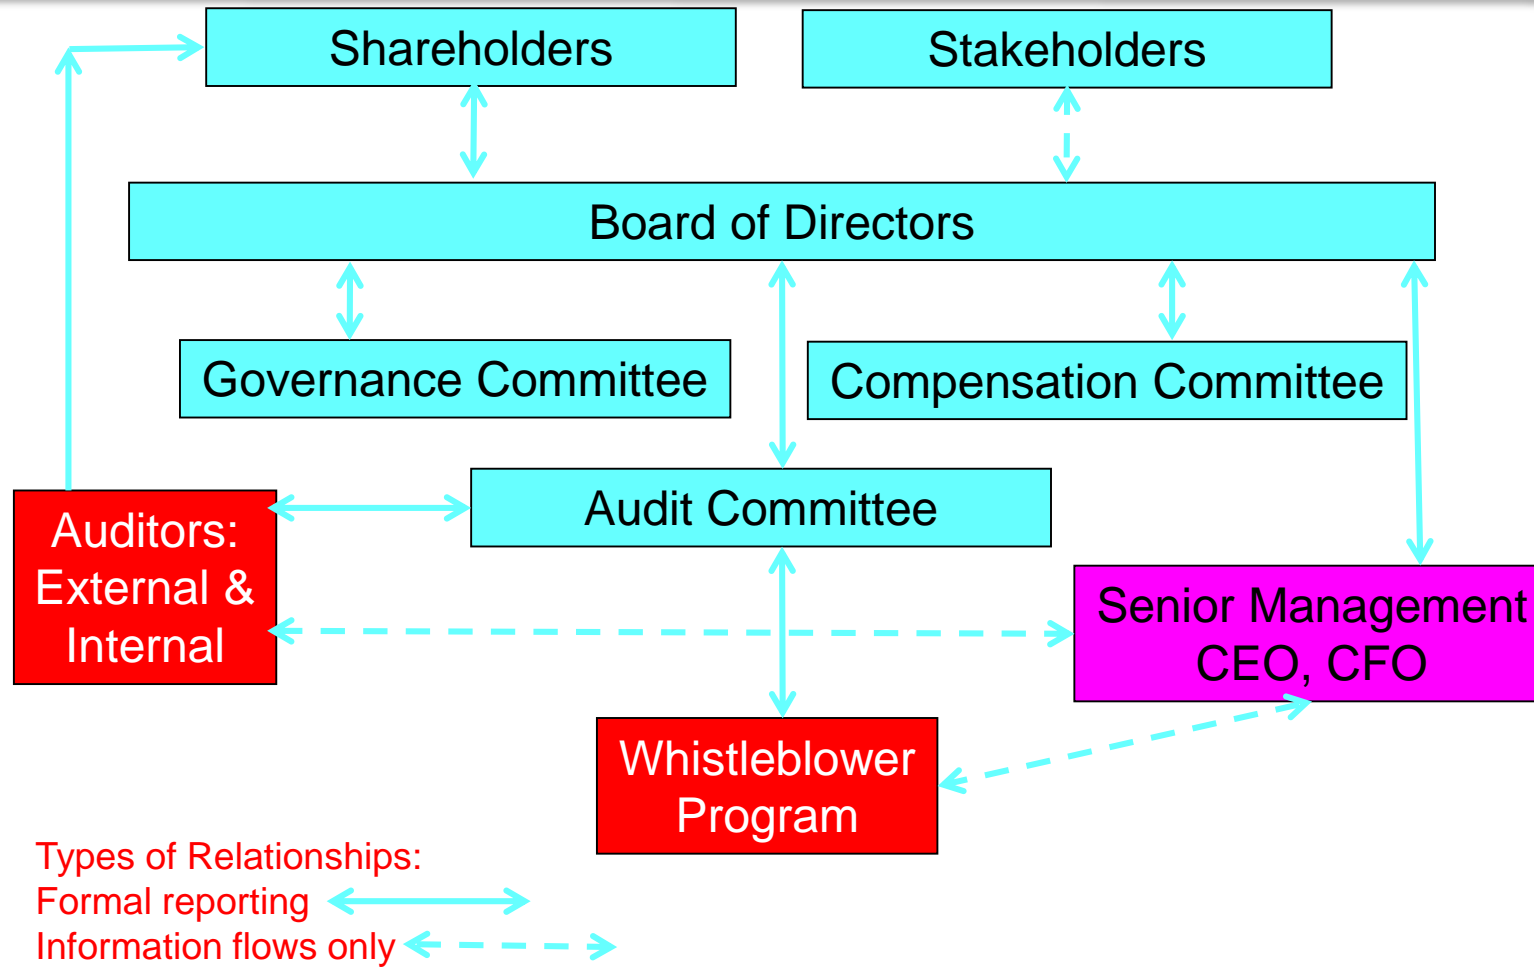 Shareholders
Stakeholders
Board of Directors
Governance Committee
Compensation Committee
Audit Committee
Auditors:
External &
Internal
Senior Management
CEO, CFO
Whistleblower
Program
Types of Relationships:
Formal reporting
Information flows only